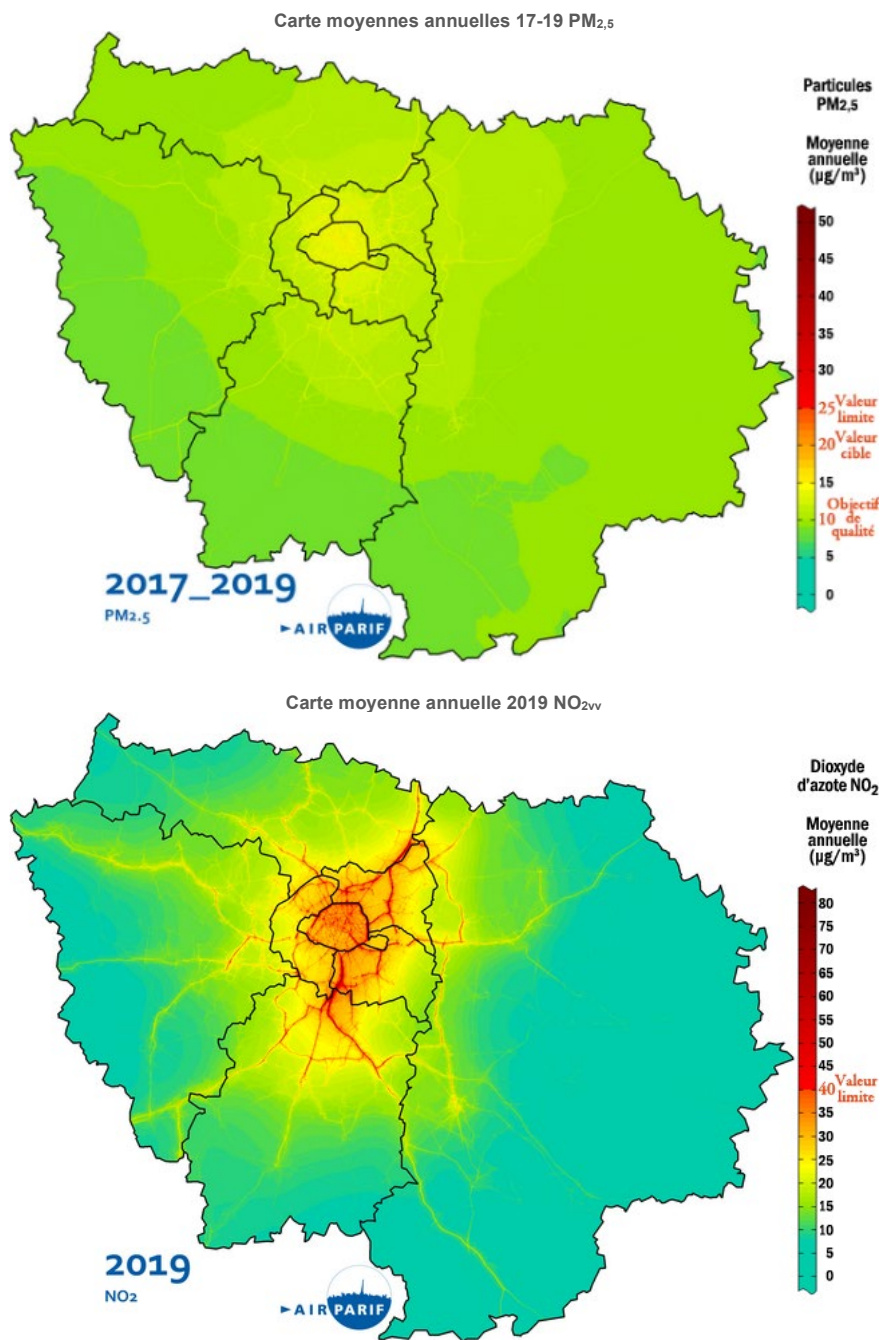 Carte moyennes annuelles 17-19 PM2,5
Particules
PM2,5
Moyenne
annuelle
(µg/m³)
50
45
40
35
30
25 Valeur
limite
20 Valeur
cible
15
Objectif
10 de
qualité
5
0
2017_2019
PM2.5
AIR PARIF
Carte moyenne annuelle 2019 NO2vv
Dioxyde
d'azote NO2
Moyenne
annuelle
(µg/m³)
80
75
70
65
60
55
50
45
40 Valeur
limite
35
30
25
20
15
10
5
0
2019
NO2
AIR PARIF